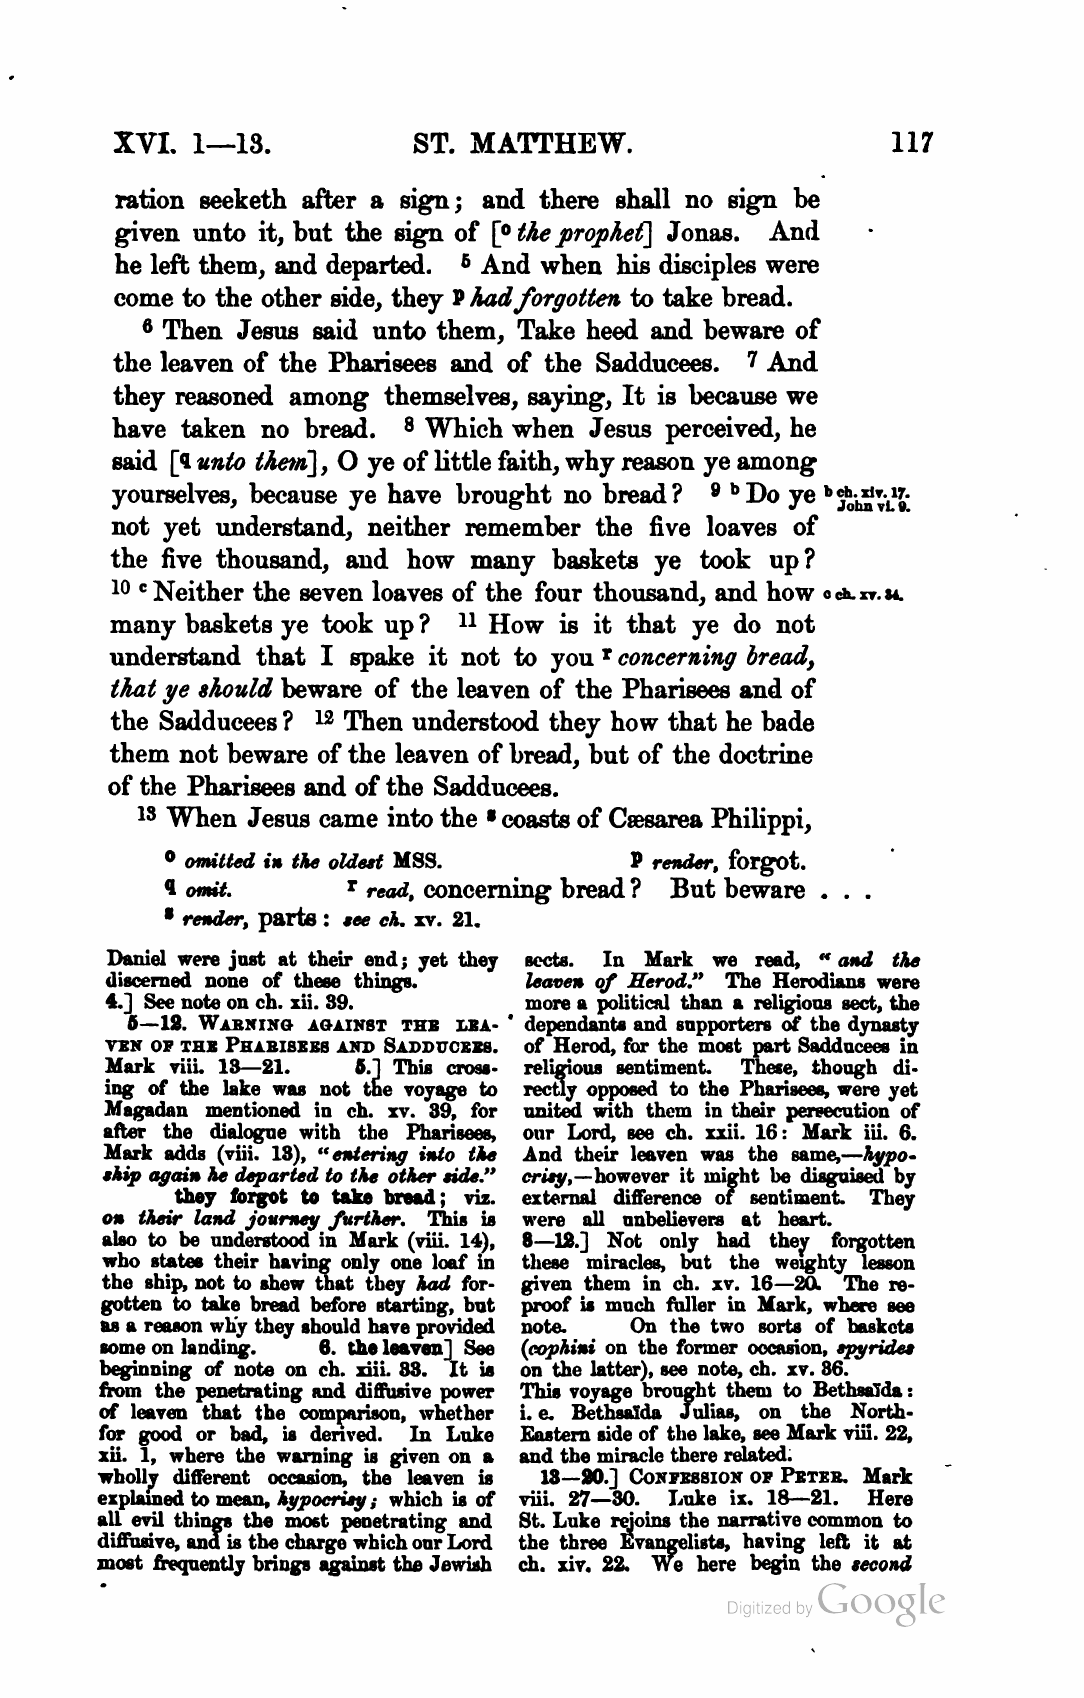 XVI. 1—13. ST. MATTHEW. 117
ration seeketh after a sign; and there shall no sign be
given unto it, but the sign of [o the prophet] Jonas. And
he left them, and departed. 5 And when his disciples were
come to the other side, they p had forgotten to take bread.
6 Then Jesus said unto them, Take heed and beware of
the leaven of the Pharisees and of the Sadducees. 7 And
they reasoned among themselves, saying, It is because we
have taken no bread. 8 Which when Jesus perceived, he
said [q unto them], O ye of little faith, why reason ye among
yourselves, because ye have brought no bread? 9 b Do ye
b ch. xiv. 17.
John vi. 9.
not yet understand, neither remember the five loaves of
the five thousand, and how many baskets ye took up?
10 c Neither the seven loaves of the four thousand, and how
c ch. xv. 34.
many baskets ye took up? 11 How is it that ye do not
understand that I spake it not to you r concerning bread,
that ye should beware of the leaven of the Pharisees and of
the Sadducees? 12 Then understood they how that he bade
them not beware of the leaven of bread, but of the doctrine
of the Pharisees and of the Sadducees.
13 When Jesus came into the s coasts of Cæsarea Philippi,
o omitted in the oldest MSS. p render, forgot.
q omit. r read, concerning bread? But beware . . .
s render, parts: see ch. xv. 21.
Daniel were just at their end; yet they
discerned none of these things.
4.] See note on ch. xii. 39.
5—12. WARNING AGAINST THE LEA-
VEN OF THE PHARISEES AND SADDUCEES.
Mark viii. 13—21. 5.] This cross-
ing of the lake was not the voyage to
Magadan mentioned in ch. xv. 39, for
after the dialogue with the Pharisees,
Mark adds (viii. 13), "entering into the
ship again he departed to the other side."
they forgot to take bread; viz.
on their land journey further. This is
also to be understood in Mark (viii. 14),
who states their having only one loaf in
the ship, not to shew that they had for-
gotten to take bread before starting, but
as a reason why they should have provided
some on landing. 6. the leaven] See
beginning of note on ch. xiii. 33. It is
from the penetrating and diffusive power
of leaven that the comparison, whether
for good or bad, is derived. In Luke
xii. 1, where the warning is given on a
wholly different occasion, the leaven is
explained to mean, hypocrisy; which is of
all evil things the most penetrating and
diffusive, and is the charge which our Lord
most frequently brings against the Jewish
sects. In Mark we read, "and the
leaven of Herod." The Herodians were
more a political than a religious sect, the
dependants and supporters of the dynasty
of Herod, for the most part Sadducees in
religious sentiment. These, though di-
rectly opposed to the Pharisees, were yet
united with them in their persecution of
our Lord, see ch. xxii. 16: Mark iii. 6.
And their leaven was the same,—hypo-
crisy,—however it might be disguised by
external difference of sentiment. They
were all unbelievers at heart.
8—12.] Not only had they forgotten
these miracles, but the weighty lesson
given them in ch. xv. 16—20. The re-
proof is much fuller in Mark, where see
note. On the two sorts of baskets
(cophini on the former occasion, spyrides
on the latter), see note, ch. xv. 36.
This voyage brought them to Bethsaïda:
i. e. Bethsaïda Julias, on the North-
Eastern side of the lake, see Mark viii. 22,
and the miracle there related.
13—20.] CONFESSION OF PETER. Mark
viii. 27—30. Luke ix. 18—21. Here
St. Luke rejoins the narrative common to
the three Evangelists, having left it at
ch. xiv. 22. We here begin the second
Digitized by Google